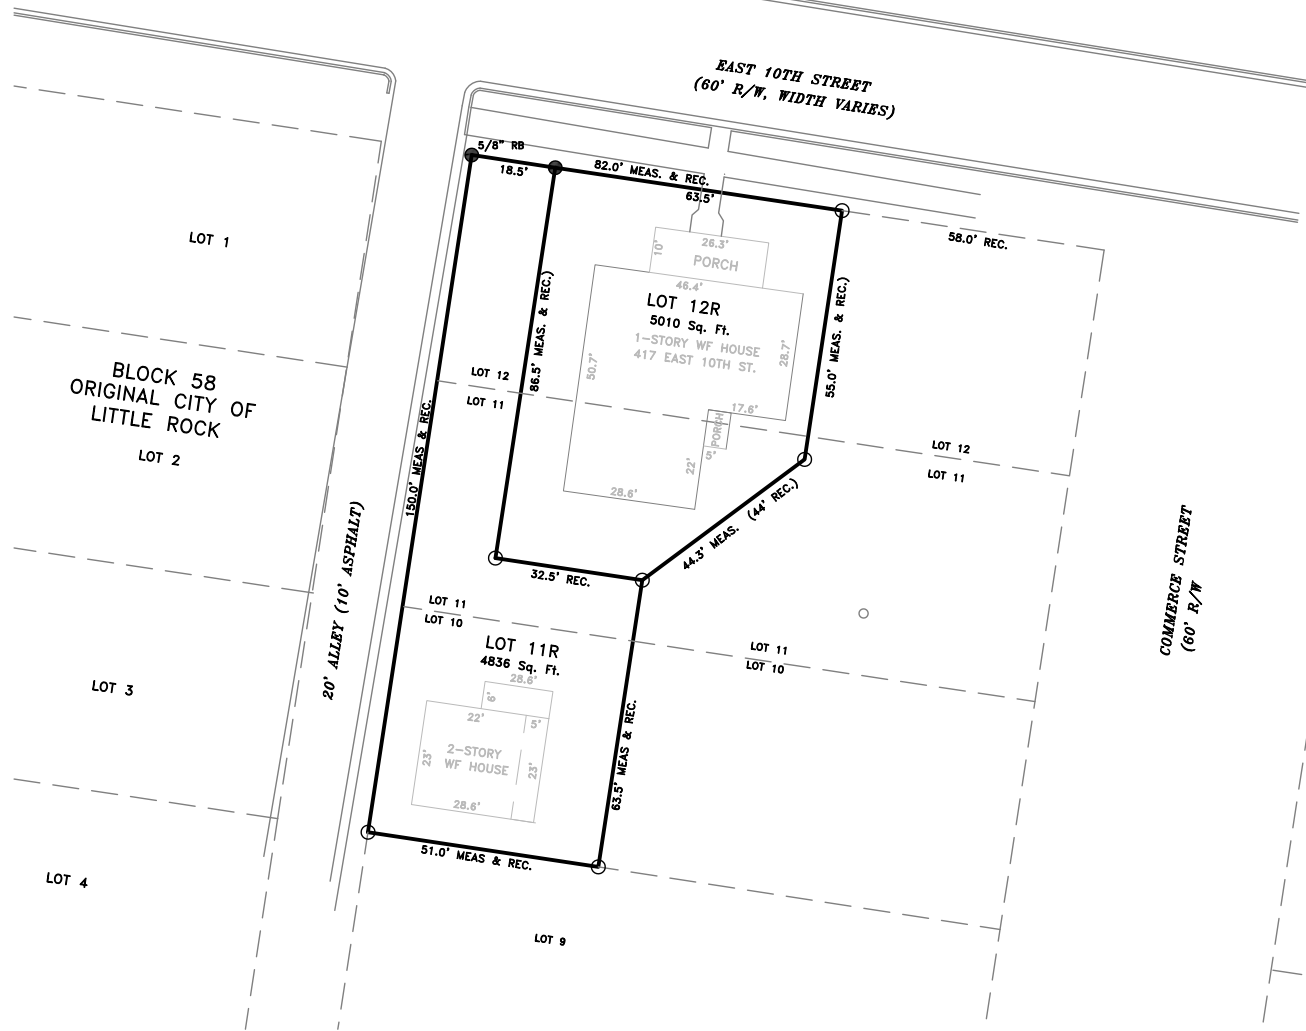 EAST 10TH STREET
(60' R/W, WIDTH VARIES)
5/8" RB
18.5'
82.0' MEAS. & REC.
63.5'
58.0' REC.
LOT 1
10'
26.3'
PORCH
46.4'
LOT 12R
5010 Sq. Ft.
1-STORY WF HOUSE
417 EAST 10TH ST.
50.7'
28.7'
86.5' MEAS. & REC.)
55.0' MEAS. & REC.)
BLOCK 58
ORIGINAL CITY OF
LITTLE ROCK
LOT 12
LOT 11
17.6'
PORCH
5'
22'
28.6'
LOT 12
LOT 11
LOT 2
150.0' MEAS & REC.
44.3' MEAS. (44' REC.)
32.5' REC.
20' ALLEY (10' ASPHALT)
COMMERCE STREET
(60' R/W
LOT 11
LOT 10
LOT 11R
4836 Sq. Ft.
LOT 11
LOT 10
LOT 3
28.6'
6'
22'
5'
23'
2-STORY
WF HOUSE
23'
28.6'
63.5' MEAS & REC.
51.0' MEAS & REC.
LOT 4
LOT 9